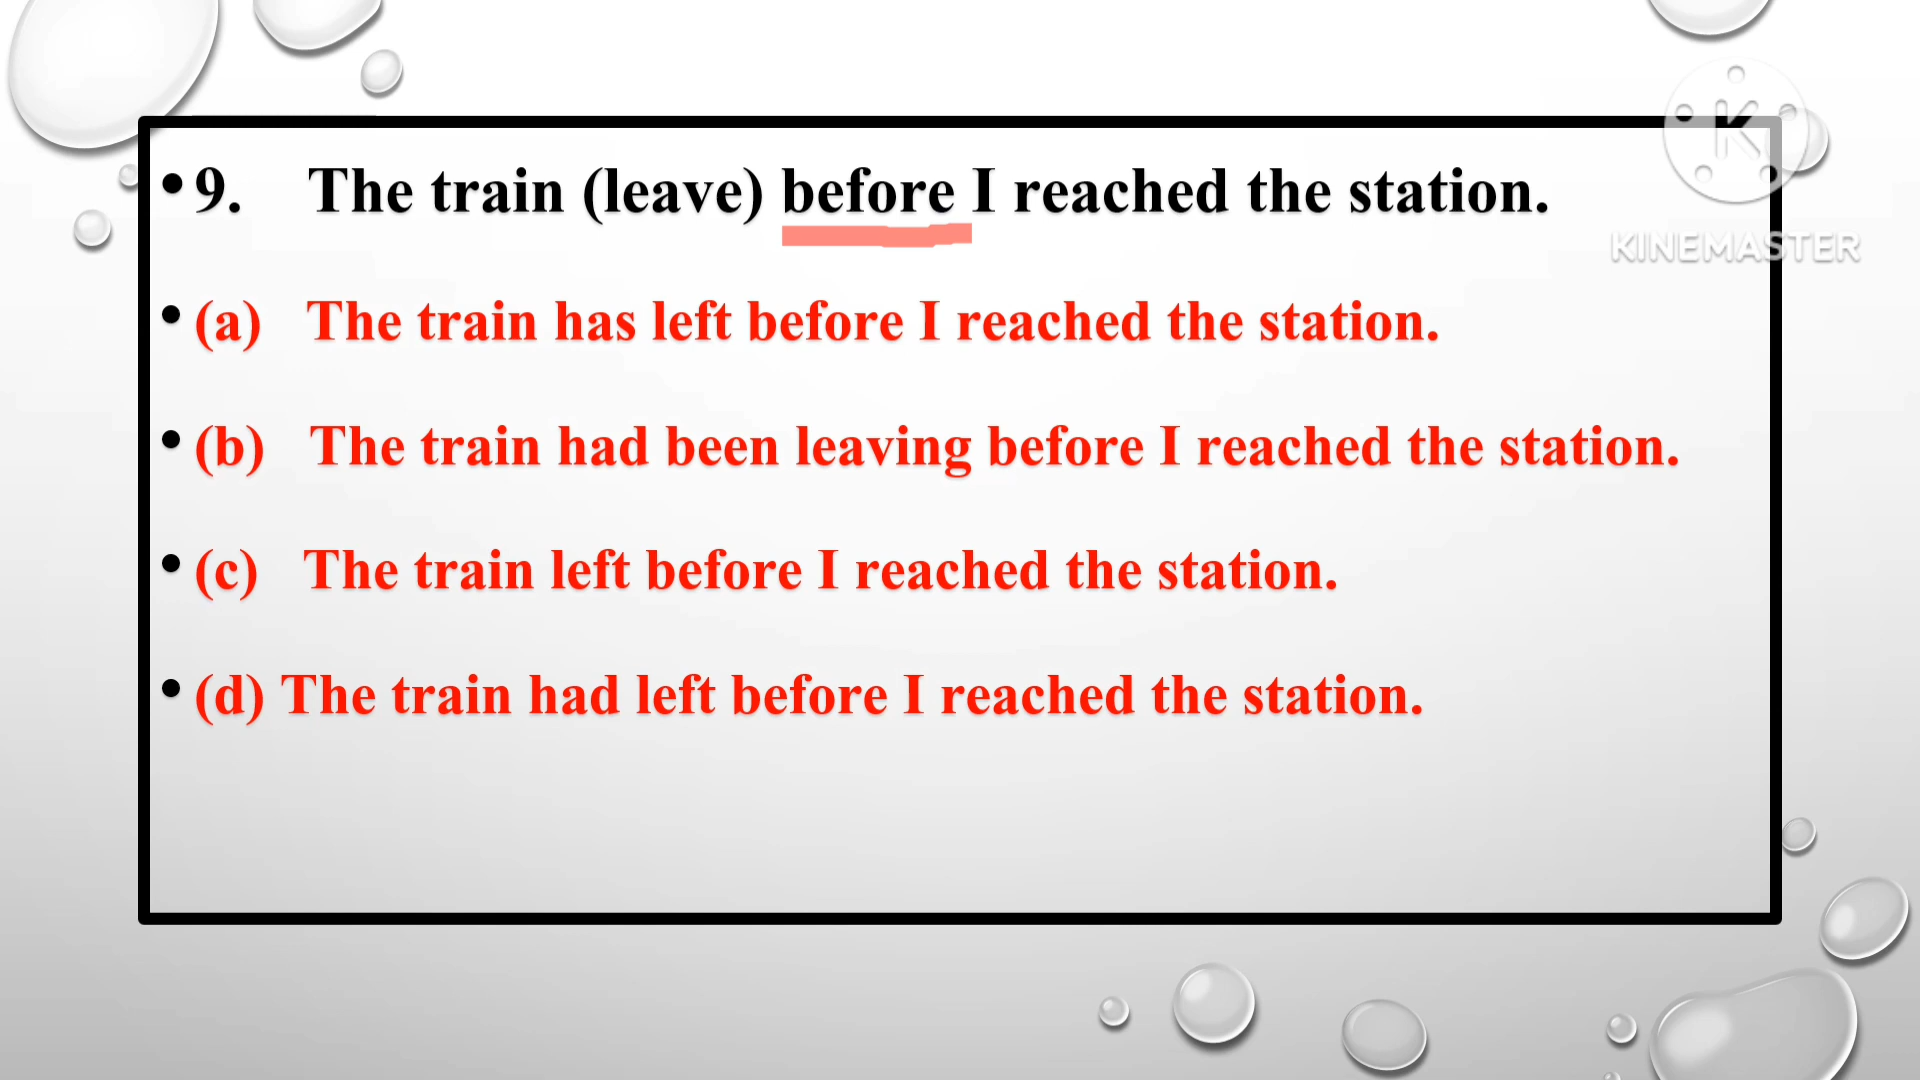 • 9. The train (leave) before I reached the station.
• (a) The train has left before I reached the station.
• (b) The train had been leaving before I reached the station.
• (c) The train left before I reached the station.
• (d) The train had left before I reached the station.
K
KINEMASTER